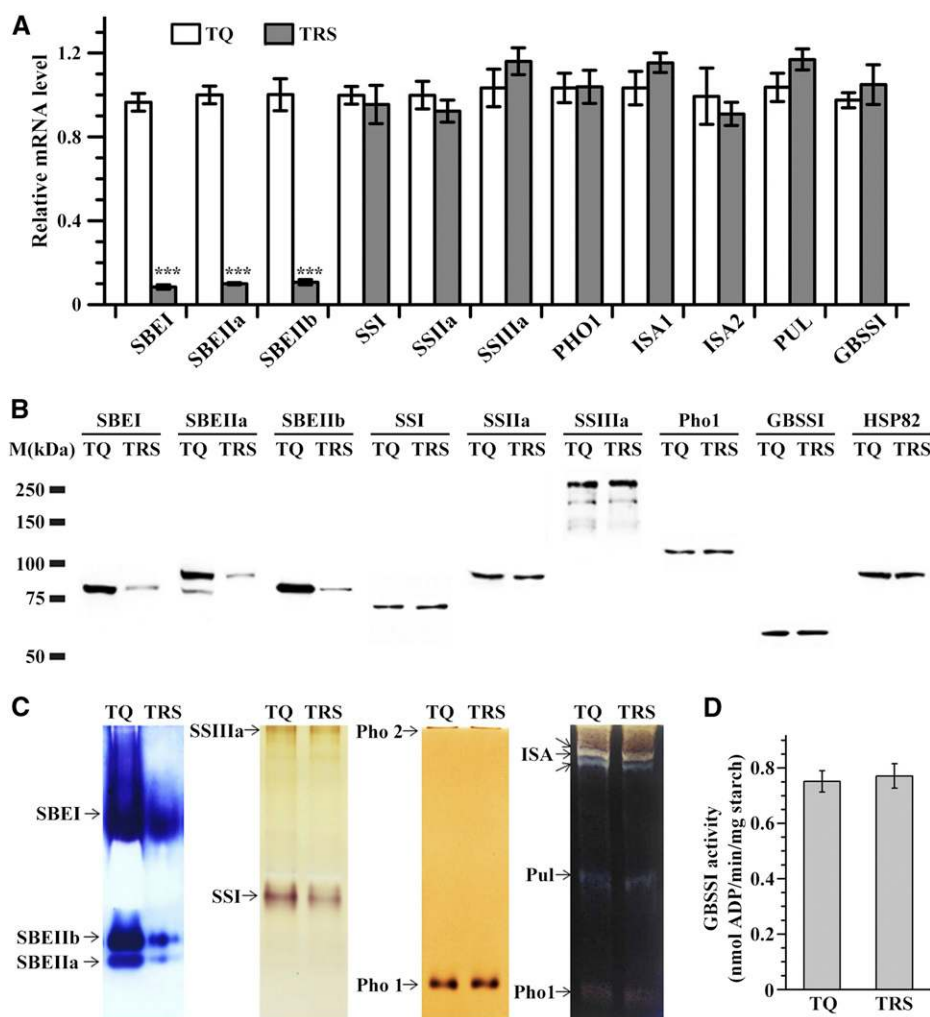 A
TQ
TRS
Relative mRNA level
1.2
0.8
0.4
0
***
***
***
SBEI
SBEIIa
SBEIIb
SSI
SSIIa
SSIIIa
PHO1
ISA1
ISA2
PUL
GBSSI
B
SBEI SBEIIa SBEIIb SSI SSIIa SSIIIa Pho1 GBSSI HSP82
M(kDa) TQ TRS TQ TRS TQ TRS TQ TRS TQ TRS TQ TRS TQ TRS TQ TRS TQ TRS
250
150
100
75
50
C
TQ TRS
SBEI
SBEIIb
SBEIIa
TQ TRS
SSIIIa
SSI
TQ TRS
Pho 2
Pho 1
TQ TRS
ISA
Pul
Pho1
D
GBSSI activity
(nmol ADP/min/mg starch)
0.8
0.6
0.4
0.2
0
TQ
TRS